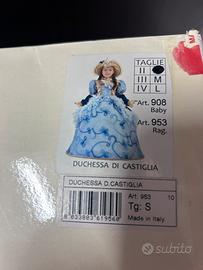 TAGLIE
II
III M
IV L
Art. 908
Baby
Art. 953
Rag.
DUCHESSA DI CASTIGLIA
DUCHESSA D.CASTIGLIA
Art. 953 10
Tg: S
Made in Italy
subito